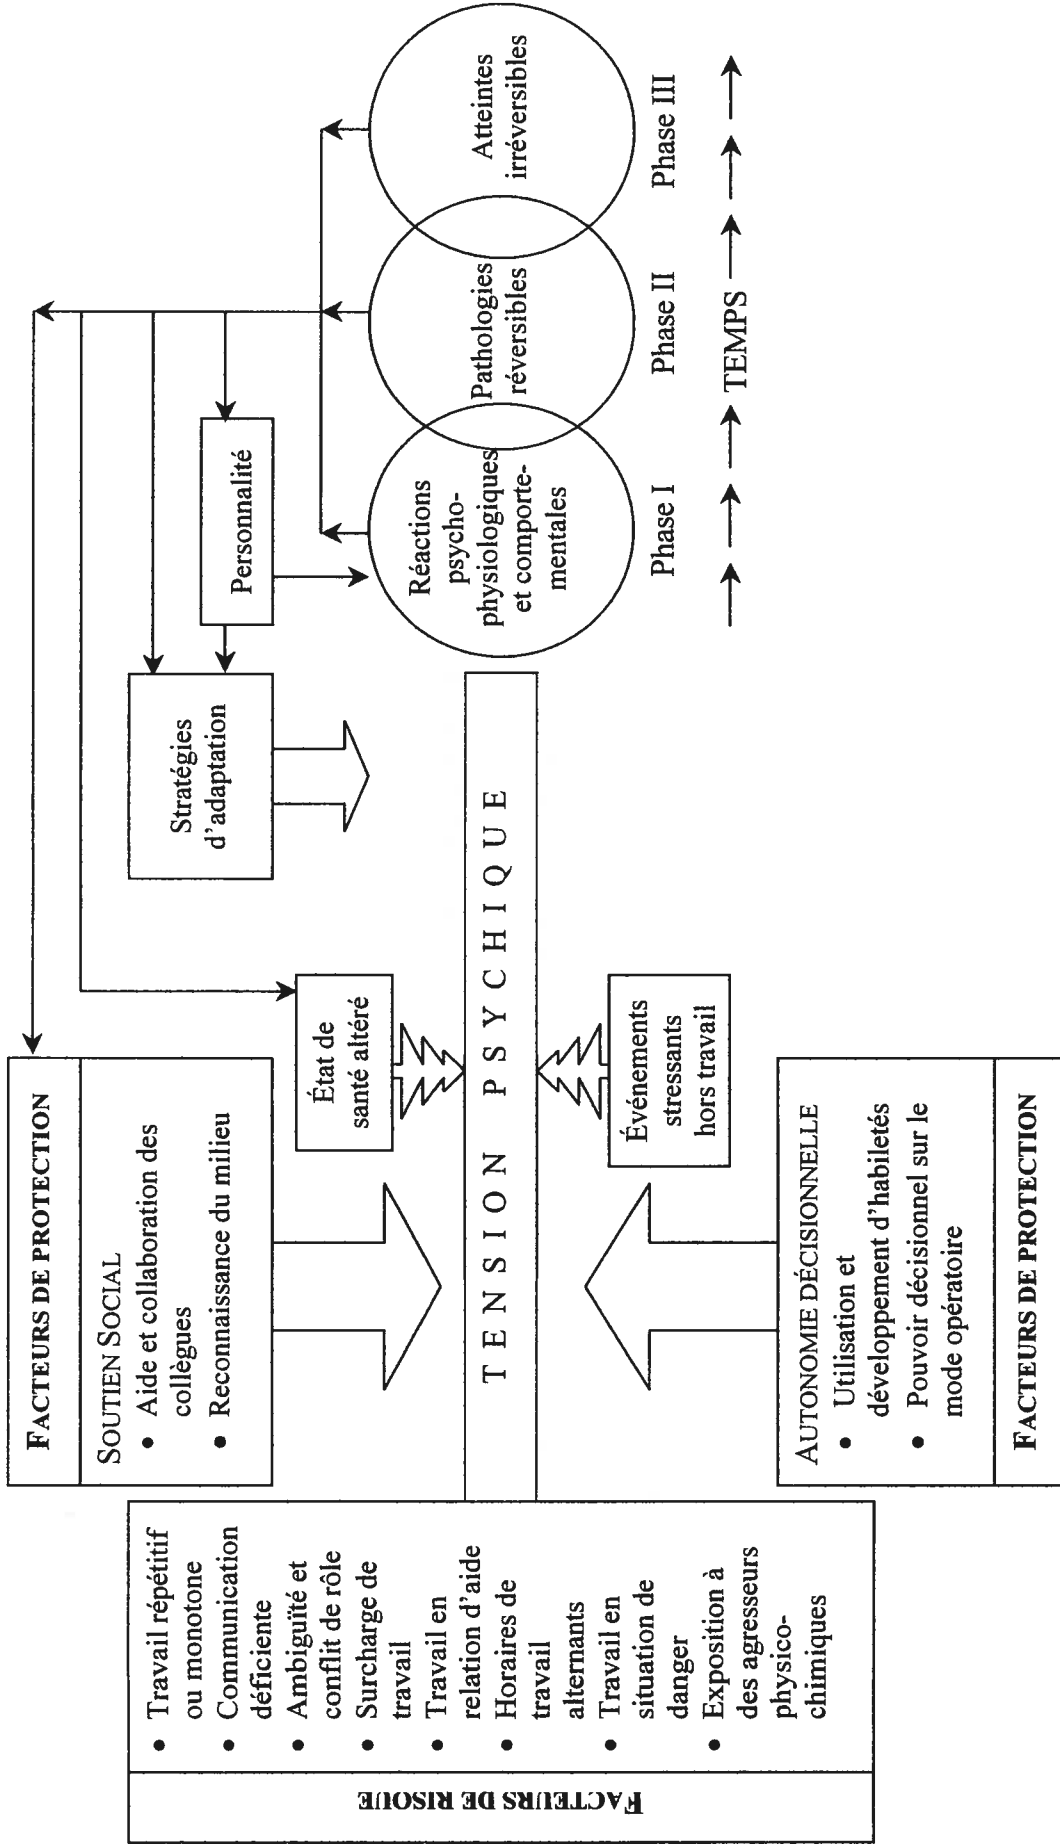 FACTEURS DE RISQUE
• Travail répétitif
ou monotone
• Communication
déficiente
• Ambiguïté et
conflit de rôle
• Surcharge de
travail
• Travail en
relation d'aide
• Horaires de
travail
alternants
• Travail en
situation de
danger
• Exposition à
des agresseurs
physico-
chimiques
FACTEURS DE PROTECTION
SOUTIEN SOCIAL
• Aide et collaboration des
collègues
• Reconnaissance du milieu
État de
santé altéré
TENSION PSYCHIQUE
Événements
stressants
hors travail
AUTONOMIE DÉCISIONNELLE
• Utilisation et
développement d'habiletés
• Pouvoir décisionnel sur le
mode opératoire
FACTEURS DE PROTECTION
Stratégies
d'adaptation
Personnalité
Réactions
psycho-
physiologiques
et comporte-
mentales
Pathologies
réversibles
Atteintes
irréversibles
Phase I
Phase II
Phase III
TEMPS